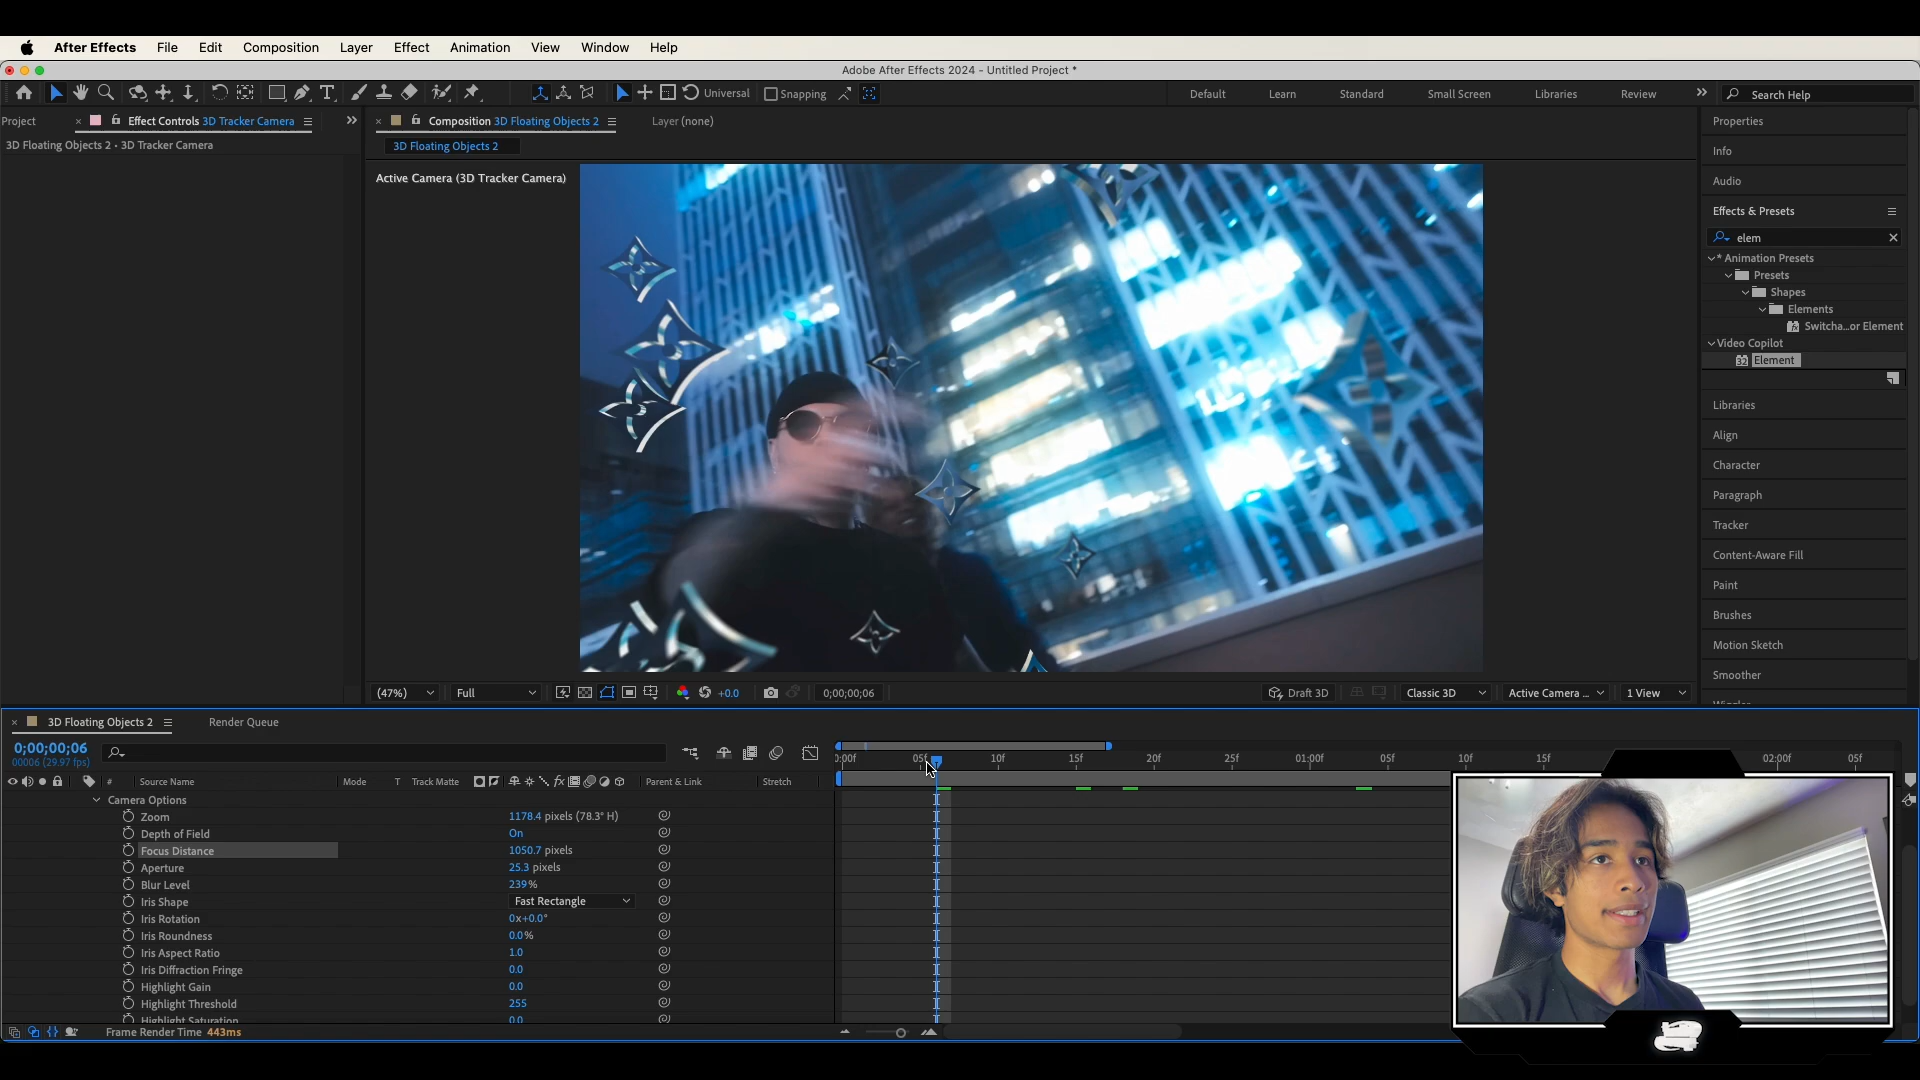 After Effects File Edit Composition Layer Effect Animation View Window Help
Adobe After Effects 2024 - Untitled Project *
Universal Snapping Default Learn Standard Small Screen Libraries Review Search Help
Project Effect Controls 3D Tracker Camera
3D Floating Objects 2 • 3D Tracker Camera
Composition 3D Floating Objects 2 Layer (none)
3D Floating Objects 2
Active Camera (3D Tracker Camera)
Properties
Info
Audio
Effects & Presets
elem
* Animation Presets
Presets
Shapes
Elements
Switcha...or Element
Video Copilot
32 Element
Libraries
Align
Character
Paragraph
Tracker
Content-Aware Fill
Paint
Brushes
Motion Sketch
Smoother
(47%) Full +0.0 0;00;00;06 Draft 3D Classic 3D Active Camera ... 1 View
3D Floating Objects 2 Render Queue
0;00;00;06
00006 (29.97 fps)
0:00f 05f 10f 15f 20f 25f 01:00f 05f 10f 15f 02:00f 05f
# Source Name Mode T Track Matte Parent & Link Stretch
Camera Options
Zoom 1178.4 pixels (78.3° H)
Depth of Field On
Focus Distance 1050.7 pixels
Aperture 25.3 pixels
Blur Level 239%
Iris Shape Fast Rectangle
Iris Rotation 0x+0.0°
Iris Roundness 0.0%
Iris Aspect Ratio 1.0
Iris Diffraction Fringe 0.0
Highlight Gain 0.0
Highlight Threshold 255
Highlight Saturation 0.0
Frame Render Time 443ms